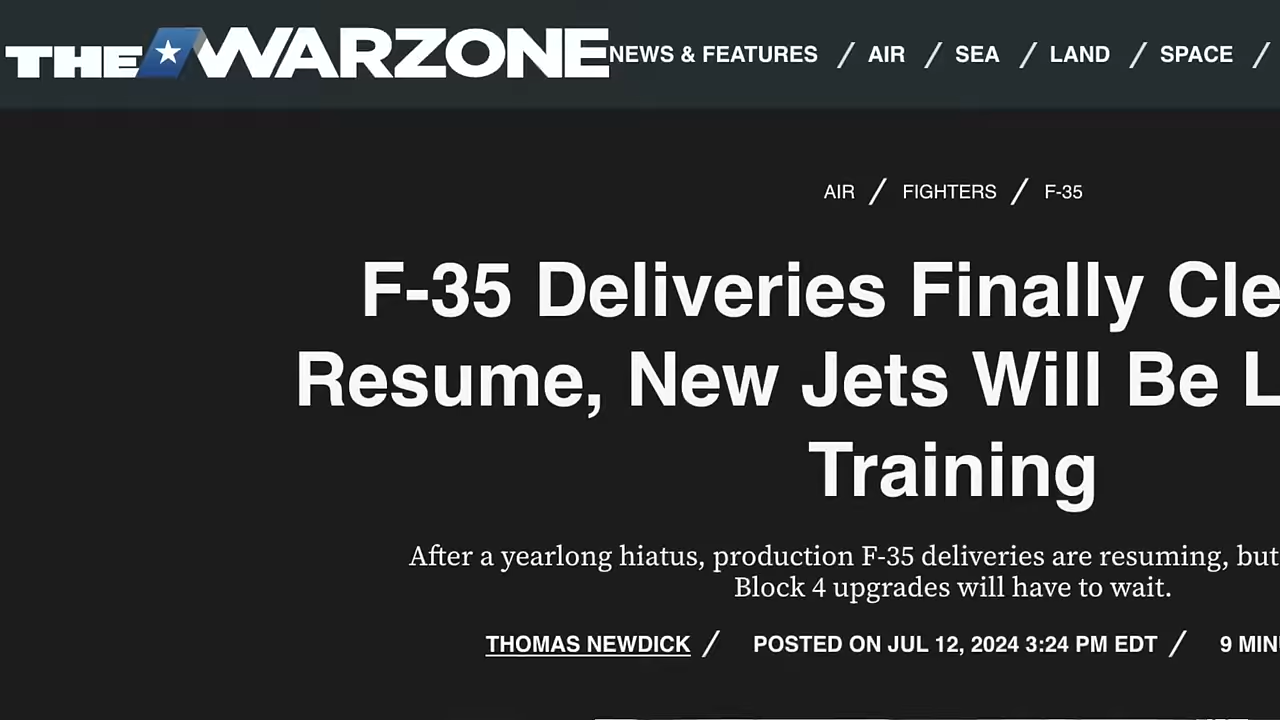 THE WARZONE NEWS & FEATURES / AIR / SEA / LAND / SPACE /
AIR / FIGHTERS / F-35
F-35 Deliveries Finally Cle
Resume, New Jets Will Be L
Training
After a yearlong hiatus, production F-35 deliveries are resuming, but
Block 4 upgrades will have to wait.
THOMAS NEWDICK / POSTED ON JUL 12, 2024 3:24 PM EDT / 9 MIN